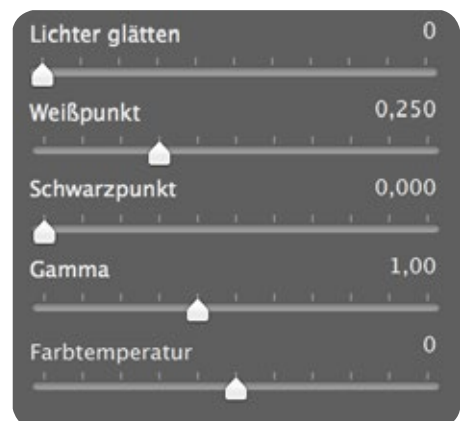 Lichter glätten 0
Weißpunkt 0,250
Schwarzpunkt 0,000
Gamma 1,00
Farbtemperatur 0